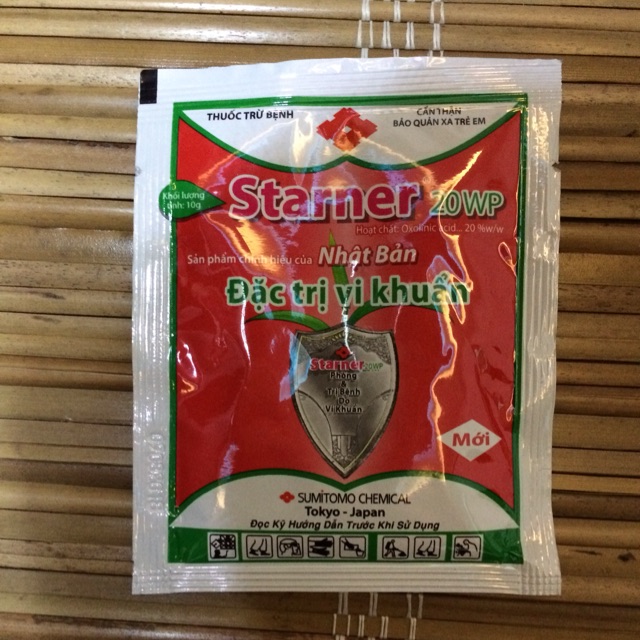 THUỐC TRỪ BỆNH
CẨN THẬN
BẢO QUẢN XA TRẺ EM
Khối lượng
tịnh: 10g
Starner 20WP
Hoạt chất: Oxolinic acid... 20 %w/w
Sản phẩm chính hiệu của Nhật Bản
Đặc trị vi khuẩn
Starner 20WP
Phòng
&
Trị Bệnh
Do
Vi Khuẩn
Mới
SUMITOMO CHEMICAL
Tokyo - Japan
Đọc Kỹ Hướng Dẫn Trước Khi Sử Dụng